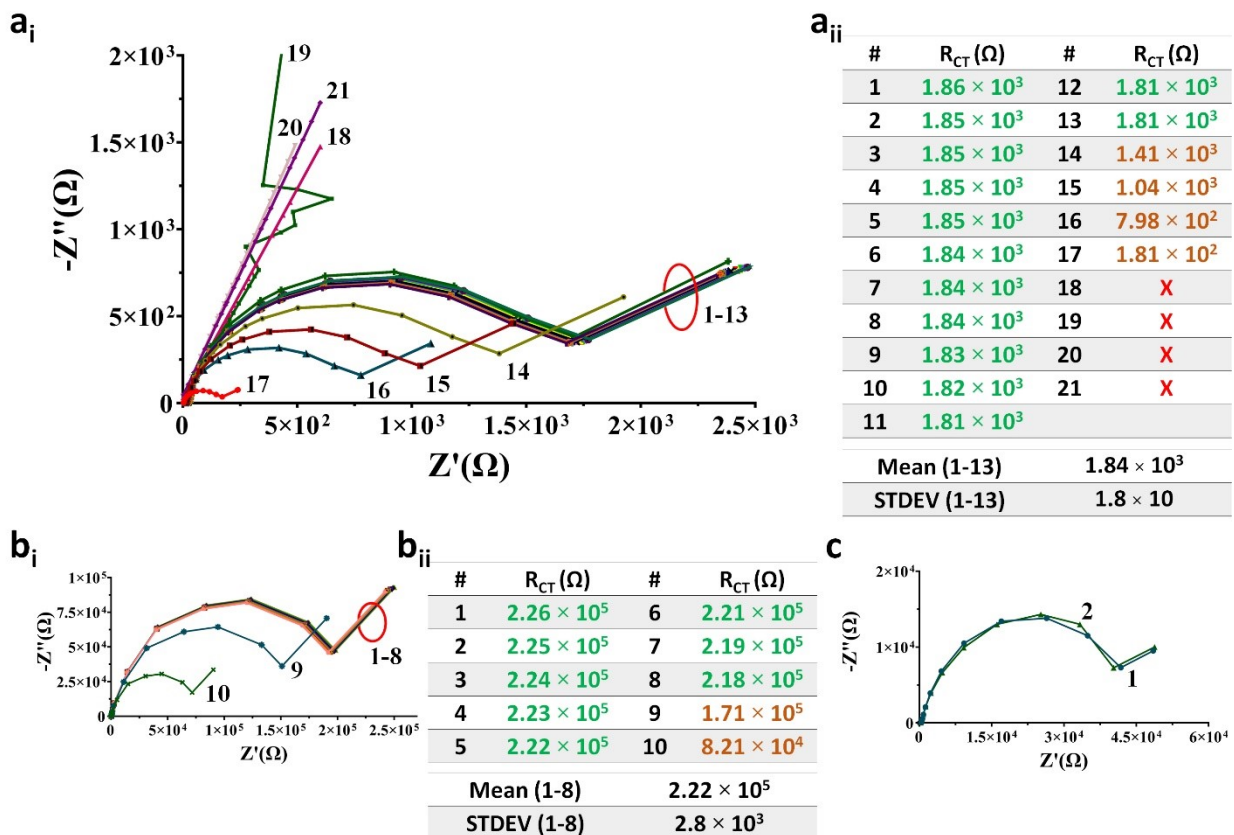 a_i
2×10³
1.5×10³
1×10³
5×10²
0
-Z''(Ω)
19
21
20
18
1-13
14
15
16
17
0 5×10² 1×10³ 1.5×10³ 2×10³ 2.5×10³
Z'(Ω)
a_ii
# R_CT (Ω) # R_CT (Ω)
1 1.86 × 10³ 12 1.81 × 10³
2 1.85 × 10³ 13 1.81 × 10³
3 1.85 × 10³ 14 1.41 × 10³
4 1.85 × 10³ 15 1.04 × 10³
5 1.85 × 10³ 16 7.98 × 10²
6 1.84 × 10³ 17 1.81 × 10²
7 1.84 × 10³ 18 X
8 1.84 × 10³ 19 X
9 1.83 × 10³ 20 X
10 1.82 × 10³ 21 X
11 1.81 × 10³
Mean (1-13) 1.84 × 10³
STDEV (1-13) 1.8 × 10
b_i
1×10⁵
7.5×10⁴
5×10⁴
2.5×10⁴
0
-Z''(Ω)
1-8
9
10
0 5×10⁴ 1×10⁵ 1.5×10⁵ 2×10⁵ 2.5×10⁵
Z'(Ω)
b_ii
# R_CT (Ω) # R_CT (Ω)
1 2.26 × 10⁵ 6 2.21 × 10⁵
2 2.25 × 10⁵ 7 2.19 × 10⁵
3 2.24 × 10⁵ 8 2.18 × 10⁵
4 2.23 × 10⁵ 9 1.71 × 10⁵
5 2.22 × 10⁵ 10 8.21 × 10⁴
Mean (1-8) 2.22 × 10⁵
STDEV (1-8) 2.8 × 10³
c
2×10⁴
1×10⁴
0
-Z''(Ω)
2
1
0 1.5×10⁴ 3×10⁴ 4.5×10⁴ 6×10⁴
Z'(Ω)